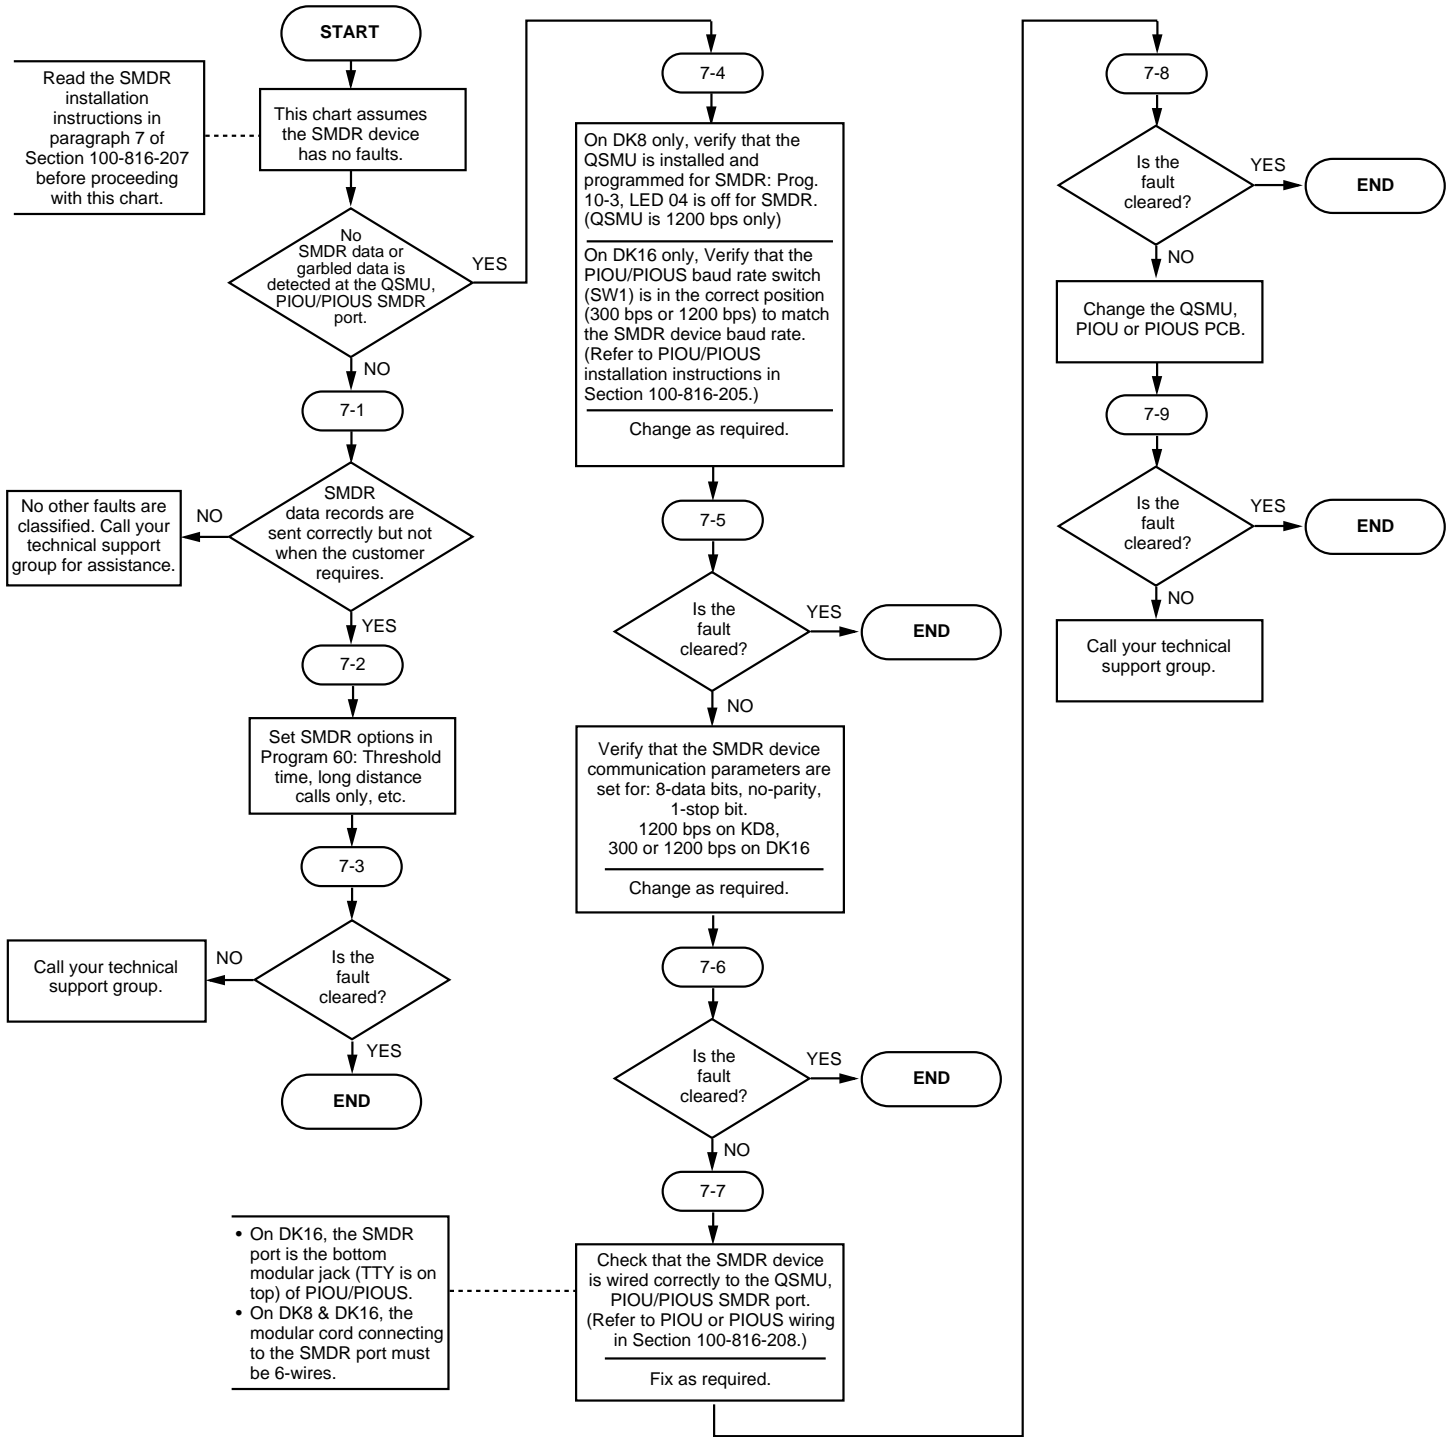 START
Read the SMDR
installation
instructions in
paragraph 7 of
Section 100-816-207
before proceeding
with this chart.
This chart assumes
the SMDR device
has no faults.
No
SMDR data or
garbled data is
detected at the QSMU,
PIOU/PIOUS SMDR
port.
YES
NO
7-1
SMDR
data records are
sent correctly but not
when the customer
requires.
NO
No other faults are
classified. Call your
technical support
group for assistance.
YES
7-2
Set SMDR options in
Program 60: Threshold
time, long distance
calls only, etc.
7-3
Is the
fault
cleared?
NO
Call your technical
support group.
YES
END
7-4
On DK8 only, verify that the
QSMU is installed and
programmed for SMDR: Prog.
10-3, LED 04 is off for SMDR.
(QSMU is 1200 bps only)
On DK16 only, Verify that the
PIOU/PIOUS baud rate switch
(SW1) is in the correct position
(300 bps or 1200 bps) to match
the SMDR device baud rate.
(Refer to PIOU/PIOUS
installation instructions in
Section 100-816-205.)
Change as required.
7-5
Is the
fault
cleared?
YES
END
NO
Verify that the SMDR device
communication parameters are
set for: 8-data bits, no-parity,
1-stop bit.
1200 bps on KD8,
300 or 1200 bps on DK16
Change as required.
7-6
Is the
fault
cleared?
YES
END
NO
7-7
• On DK16, the SMDR
port is the bottom
modular jack (TTY is on
top) of PIOU/PIOUS.
• On DK8 & DK16, the
modular cord connecting
to the SMDR port must
be 6-wires.
Check that the SMDR device
is wired correctly to the QSMU,
PIOU/PIOUS SMDR port.
(Refer to PIOU or PIOUS wiring
in Section 100-816-208.)
Fix as required.
7-8
Is the
fault
cleared?
YES
END
NO
Change the QSMU,
PIOU or PIOUS PCB.
7-9
Is the
fault
cleared?
YES
END
NO
Call your technical
support group.